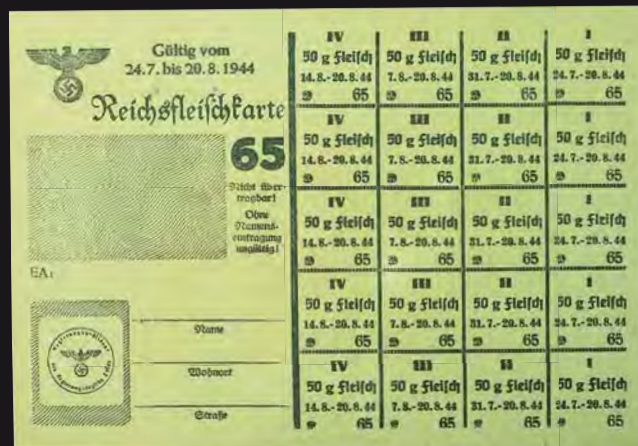 Gültig vom
24.7. bis 20.8.1944
Reichsfleischkarte
65
Nicht über-
tragbar!
Ohne
Namens-
eintragung
ungültig!
EA:
Name
Wohnort
Straße
IV III II I
50 g Fleisch 50 g Fleisch 50 g Fleisch 50 g Fleisch
14.8.-20.8.44 7.8.-20.8.44 31.7.-20.8.44 24.7.-20.8.44
65 65 65 65
IV III II I
50 g Fleisch 50 g Fleisch 50 g Fleisch 50 g Fleisch
14.8.-20.8.44 7.8.-20.8.44 31.7.-20.8.44 24.7.-20.8.44
65 65 65 65
IV III II I
50 g Fleisch 50 g Fleisch 50 g Fleisch 50 g Fleisch
14.8.-20.8.44 7.8.-20.8.44 31.7.-20.8.44 24.7.-20.8.44
65 65 65 65
IV III II I
50 g Fleisch 50 g Fleisch 50 g Fleisch 50 g Fleisch
14.8.-20.8.44 7.8.-20.8.44 31.7.-20.8.44 24.7.-20.8.44
65 65 65 65
IV III II I
50 g Fleisch 50 g Fleisch 50 g Fleisch 50 g Fleisch
14.8.-20.8.44 7.8.-20.8.44 31.7.-20.8.44 24.7.-20.8.44
65 65 65 65